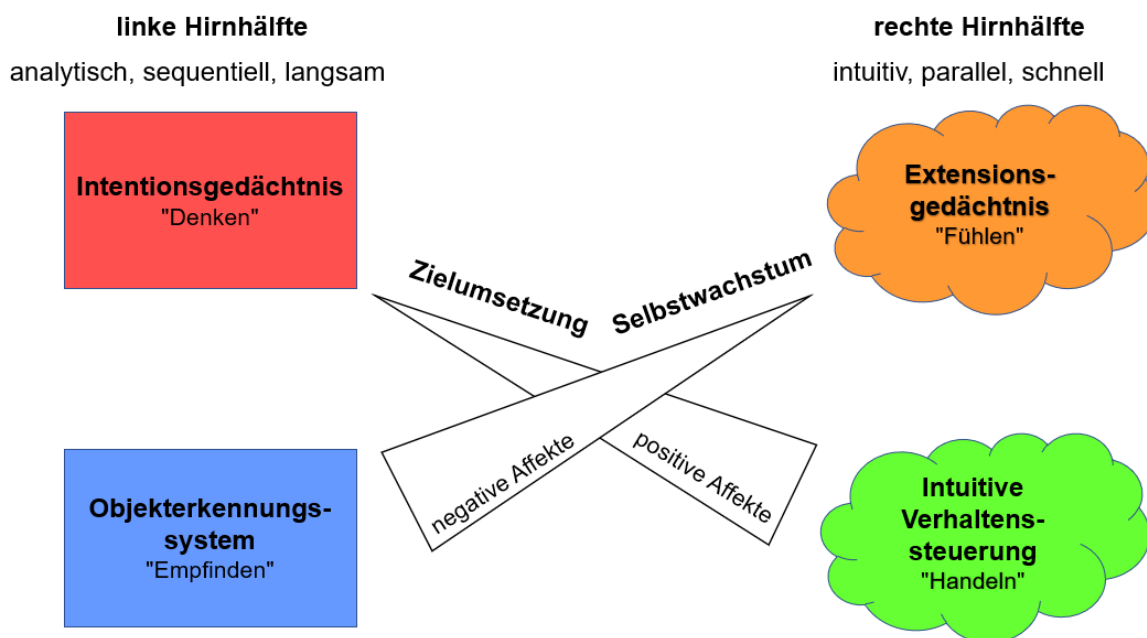 linke Hirnhälfte
rechte Hirnhälfte
analytisch, sequentiell, langsam
intuitiv, parallel, schnell
Intentionsgedächtnis
"Denken"
Extensions-
gedächtnis
"Fühlen"
Zielumsetzung
Selbstwachstum
negative Affekte
positive Affekte
Objekterkennungs-
system
"Empfinden"
Intuitive
Verhaltens-
steuerung
"Handeln"